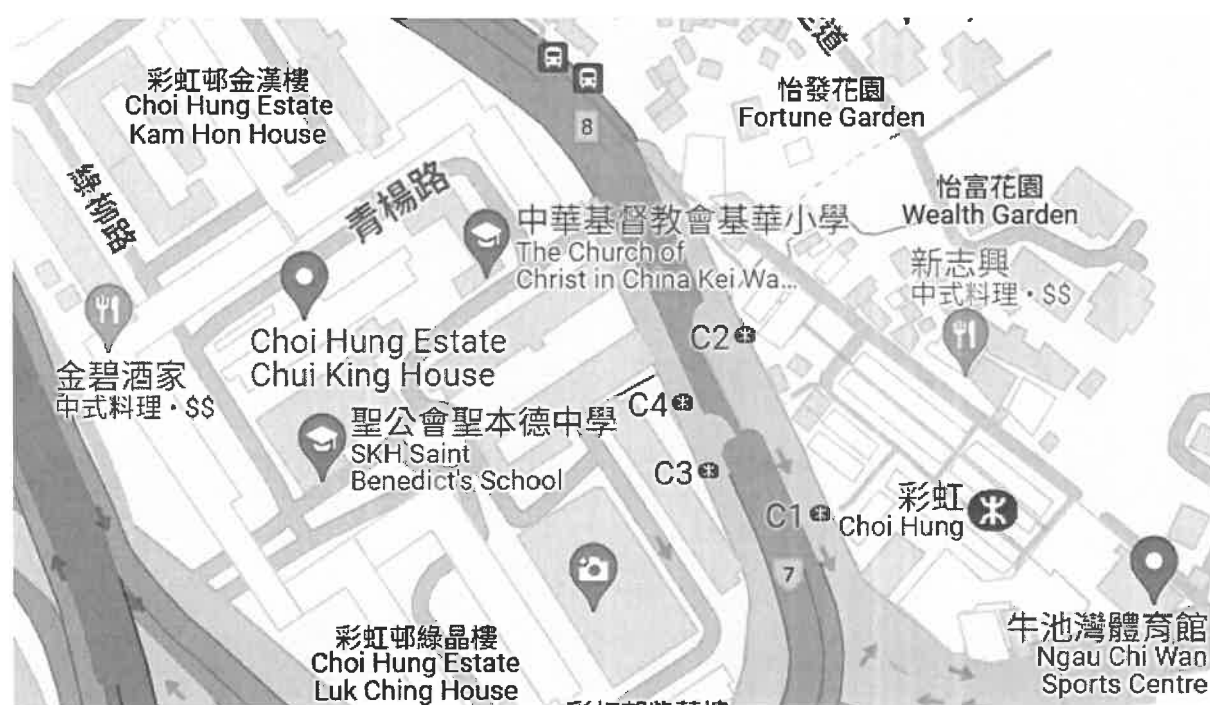 彩虹邨金漢樓
Choi Hung Estate
Kam Hon House
綠柳路
青楊路
8
怡發花園
Fortune Garden
怡富花園
Wealth Garden
中華基督教會基華小學
The Church of
Christ in China Kei Wa...
新志興
中式料理·$$
金碧酒家
中式料理·$$
Choi Hung Estate
Chui King House
C2
聖公會聖本德中學
SKH Saint
Benedict's School
C4
C3
C1
彩虹
Choi Hung
7
彩虹邨綠晶樓
Choi Hung Estate
Luk Ching House
牛池灣體育館
Ngau Chi Wan
Sports Centre